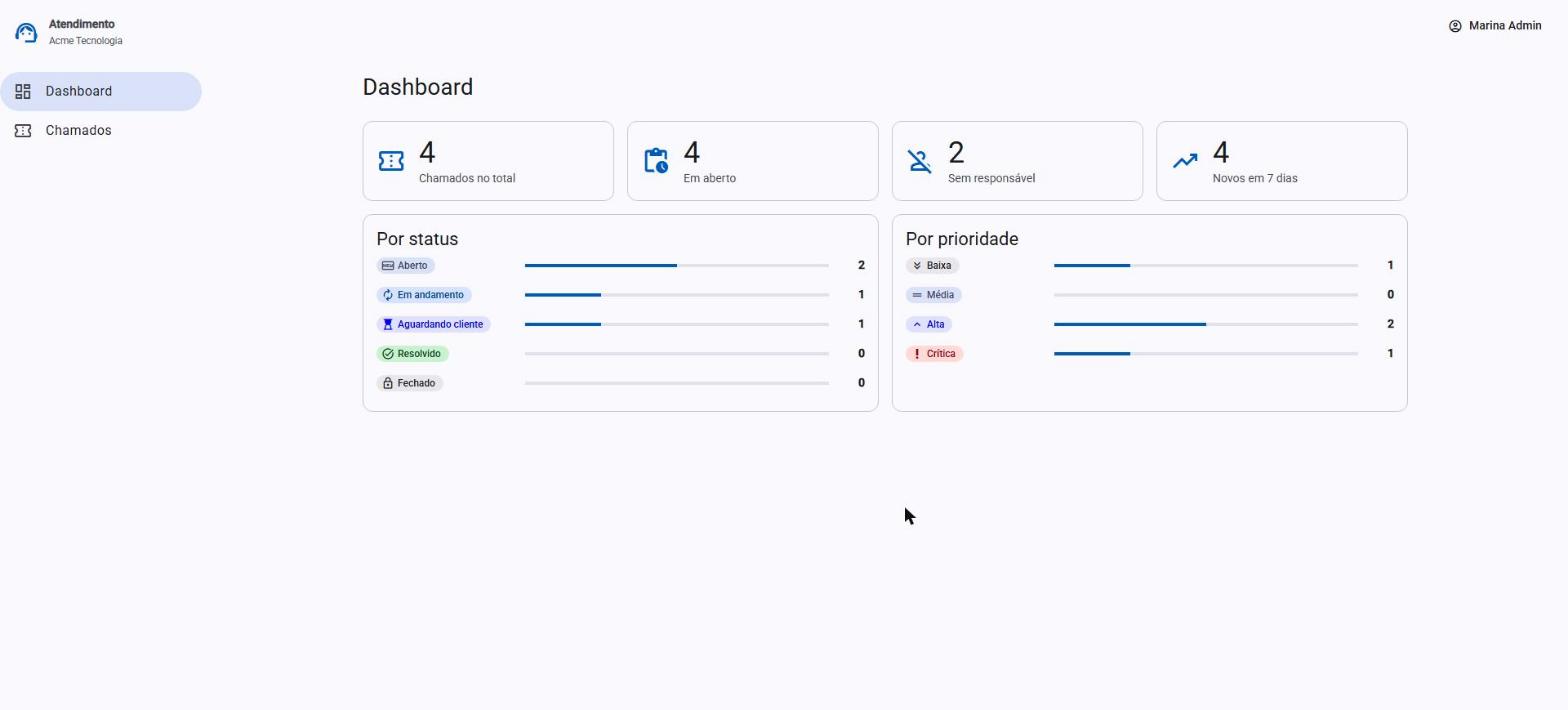 Atendimento
Acme Tecnologia
Marina Admin
Dashboard
Chamados
Dashboard
4
Chamados no total
4
Em aberto
2
Sem responsável
4
Novos em 7 dias
Por status
Aberto 2
Em andamento 1
Aguardando cliente 1
Resolvido 0
Fechado 0
Por prioridade
Baixa 1
Média 0
Alta 2
Crítica 1